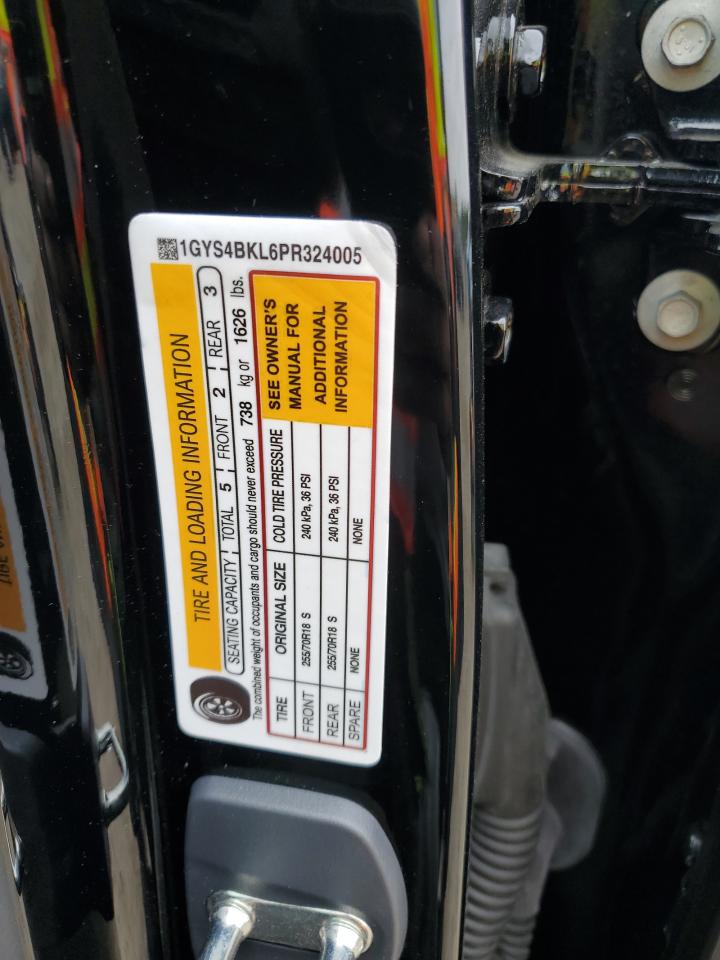 1GYS4BKL6PR324005
TIRE AND LOADING INFORMATION
SEATING CAPACITY TOTAL 5 FRONT 2 REAR 3
The combined weight of occupants and cargo should never exceed 738 kg or 1626 lbs.
TIRE ORIGINAL SIZE COLD TIRE PRESSURE
FRONT 255/70R18 S 240 kPa, 36 PSI
REAR 255/70R18 S 240 kPa, 36 PSI
SPARE NONE NONE
SEE OWNER'S
MANUAL FOR
ADDITIONAL
INFORMATION